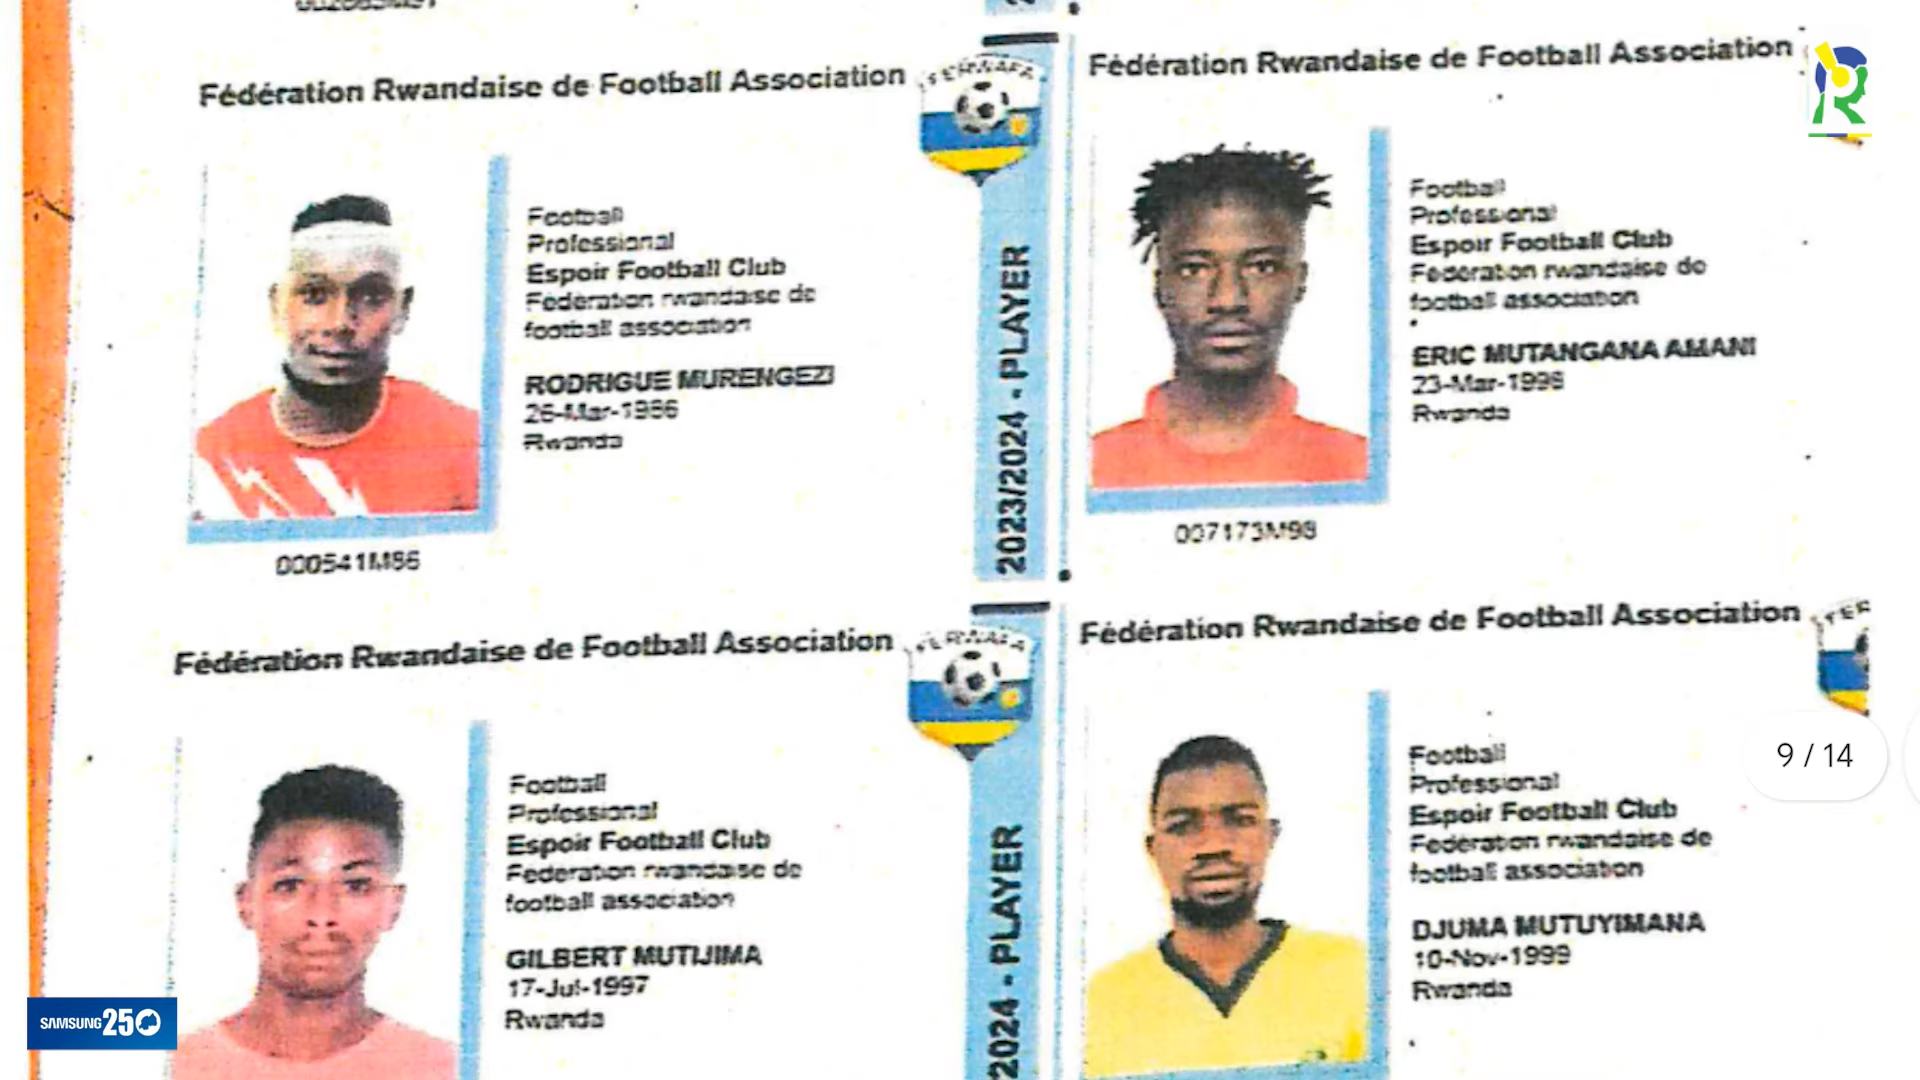 Fédération Rwandaise de Football Association
FERWAFA
Football
Professional
Espoir Football Club
Federation rwandaise de
football association
RODRIGUE MURENGEZI
26-Mar-1986
Rwanda
000541M86
2023/2024 - PLAYER
Fédération Rwandaise de Football Association
R
Football
Professional
Espoir Football Club
Federation rwandaise de
football association
ERIC MUTANGANA AMANI
23-Mar-1998
Rwanda
007173M98
Fédération Rwandaise de Football Association
FERWAFA
Football
Professional
Espoir Football Club
Federation rwandaise de
football association
GILBERT MUTIJIMA
17-Jul-1997
Rwanda
2024 - PLAYER
Fédération Rwandaise de Football Association
FER
Football
Professional
Espoir Football Club
Federation rwandaise de
football association
DJUMA MUTUYIMANA
10-Nov-1999
Rwanda
9 / 14
SAMSUNG 250